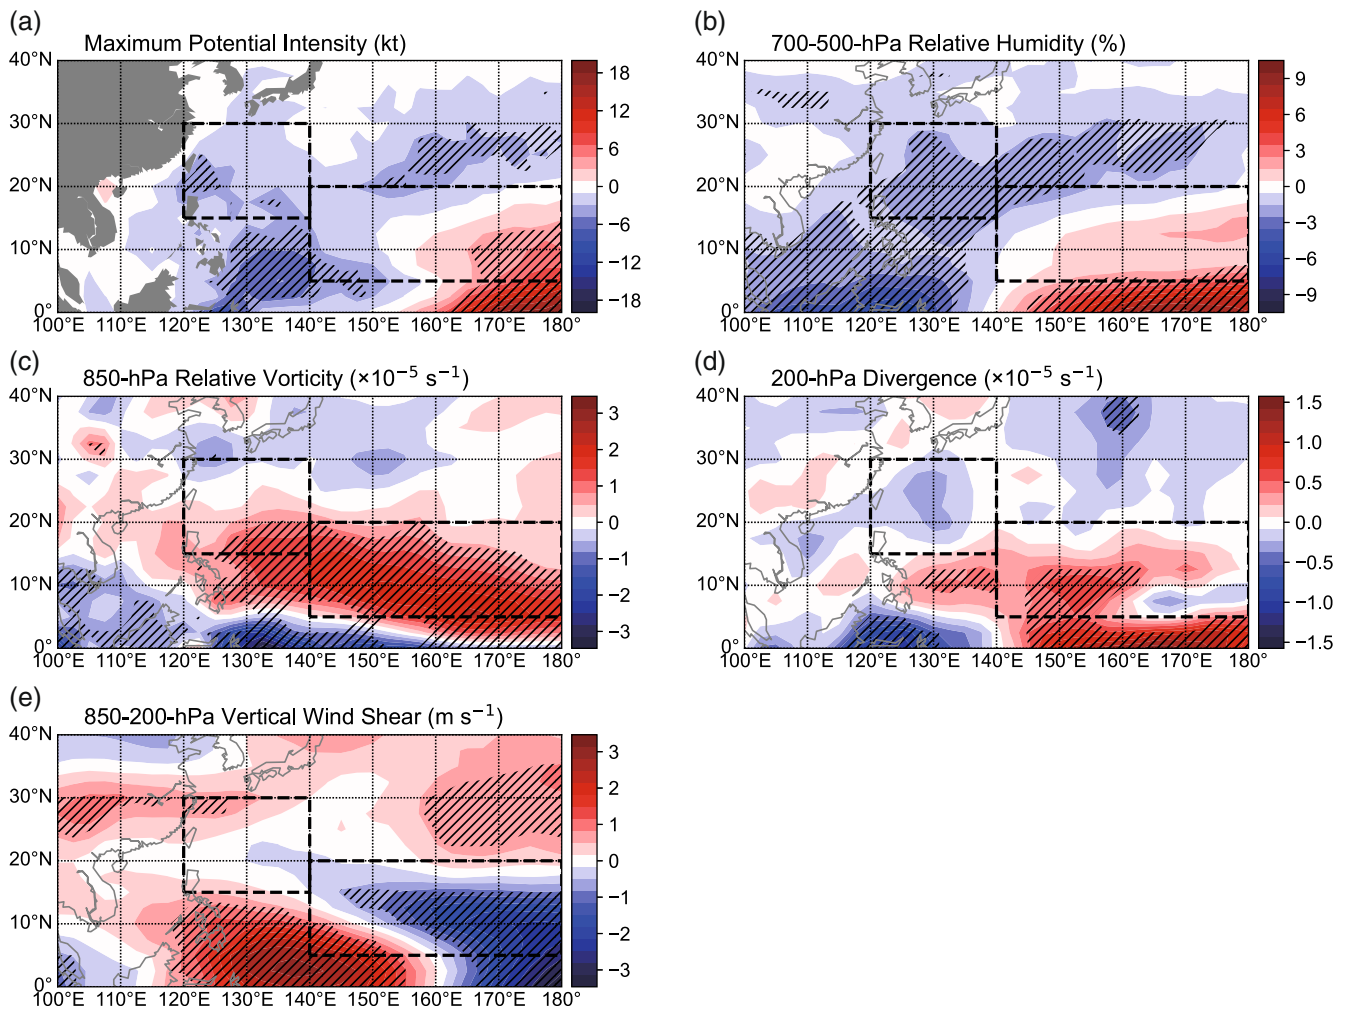 (a)
Maximum Potential Intensity (kt)
40°N
30°N
20°N
10°N
0°
100°E 110°E 120°E 130°E 140°E 150°E 160°E 170°E 180°
18
12
6
0
−6
−12
−18
(b)
700-500-hPa Relative Humidity (%)
40°N
30°N
20°N
10°N
0°
100°E 110°E 120°E 130°E 140°E 150°E 160°E 170°E 180°
9
6
3
0
−3
−6
−9
(c)
850-hPa Relative Vorticity (×10⁻⁵ s⁻¹)
40°N
30°N
20°N
10°N
0°
100°E 110°E 120°E 130°E 140°E 150°E 160°E 170°E 180°
3
2
1
0
−1
−2
−3
(d)
200-hPa Divergence (×10⁻⁵ s⁻¹)
40°N
30°N
20°N
10°N
0°
100°E 110°E 120°E 130°E 140°E 150°E 160°E 170°E 180°
1.5
1.0
0.5
0.0
−0.5
−1.0
−1.5
(e)
850-200-hPa Vertical Wind Shear (m s⁻¹)
40°N
30°N
20°N
10°N
0°
100°E 110°E 120°E 130°E 140°E 150°E 160°E 170°E 180°
3
2
1
0
−1
−2
−3